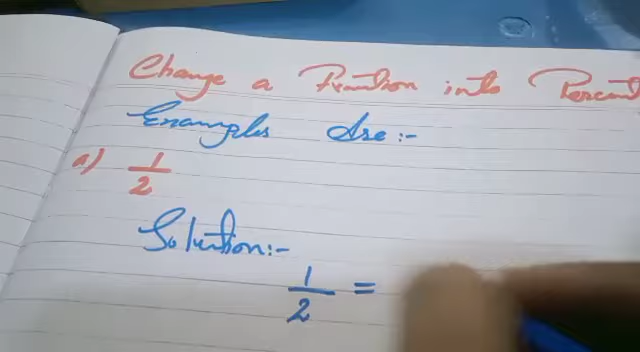 Change a Fraction into Percent
Examples Are:-
a) 1/2
Solution:-
1/2 =